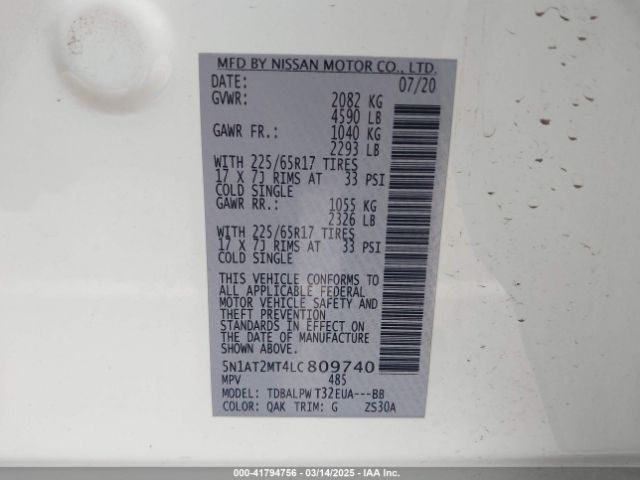 MFD BY NISSAN MOTOR CO., LTD.
DATE: 07/20
GVWR: 2082 KG
4590 LB
GAWR FR.: 1040 KG
2293 LB
WITH 225/65R17 TIRES
17 X 7J RIMS AT 33 PSI
COLD SINGLE
GAWR RR.: 1055 KG
2326 LB
WITH 225/65R17 TIRES
17 X 7J RIMS AT 33 PSI
COLD SINGLE
THIS VEHICLE CONFORMS TO
ALL APPLICABLE FEDERAL
MOTOR VEHICLE SAFETY AND
THEFT PREVENTION
STANDARDS IN EFFECT ON
THE DATE OF MANUFACTURE
SHOWN ABOVE.
5N1AT2MT4LC809740
MPV 485
MODEL: TDBALPW T32EUA---BB
COLOR: QAK TRIM: G ZS30A
000-41794756 - 03/14/2025 - IAA Inc.